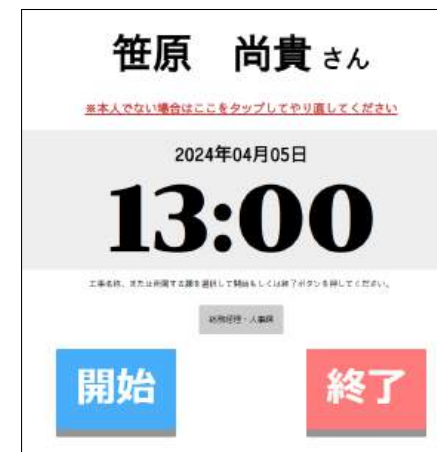 笹原　尚貴 さん
※本人でない場合はここをタップしてやり直してください
2024年04月05日
13:00
工事名称、または所属する課を選択して開始もしくは終了ボタンを押してください。
総務経理・人事課
開始 終了